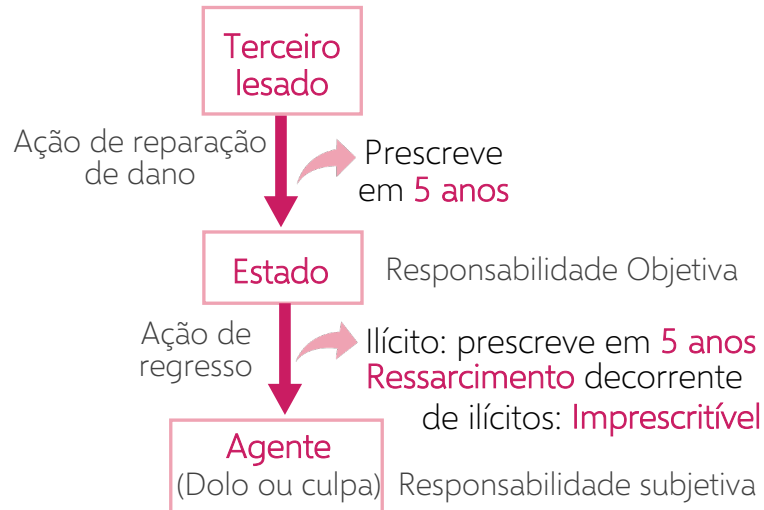 Terceiro
lesado
Ação de reparação
de dano
Prescreve
em 5 anos
Estado
Responsabilidade Objetiva
Ação de
regresso
Ilícito: prescreve em 5 anos
Ressarcimento decorrente
de ilícitos: Imprescritível
Agente
(Dolo ou culpa)
Responsabilidade subjetiva